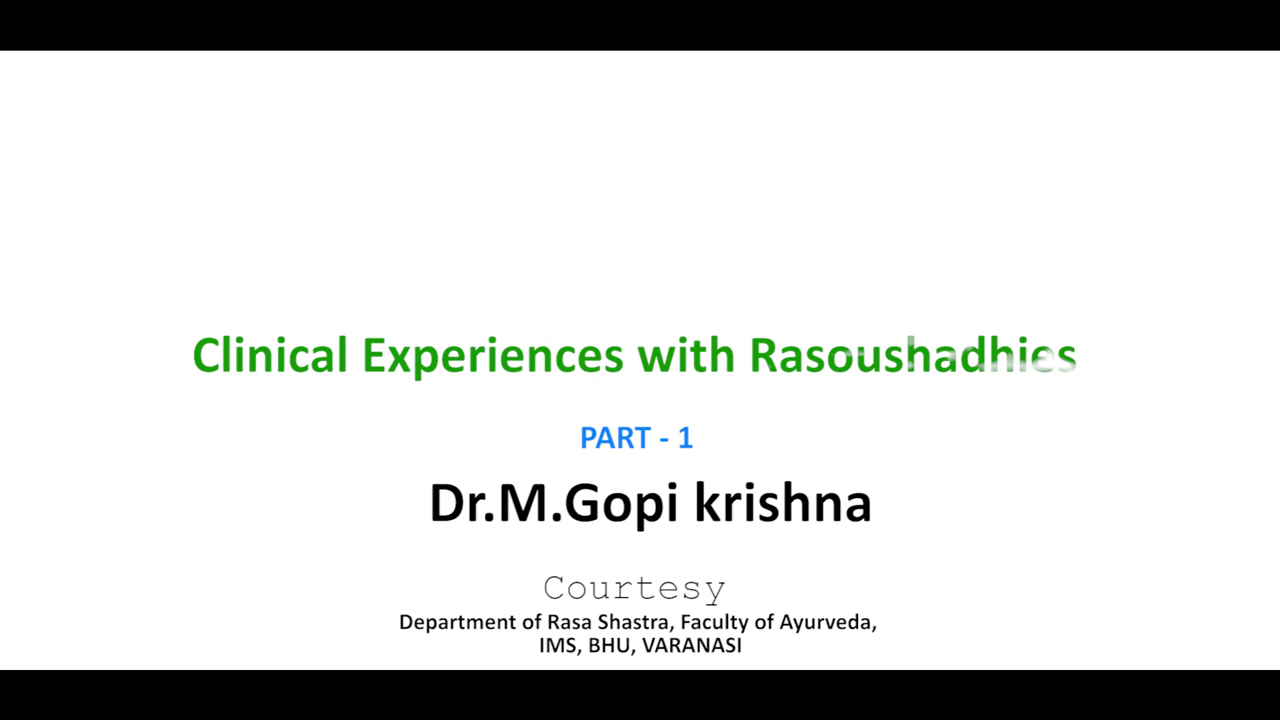 Clinical Experiences with Rasoushadhies
PART - 1
Dr.M.Gopi krishna
Courtesy
Department of Rasa Shastra, Faculty of Ayurveda,
IMS, BHU, VARANASI